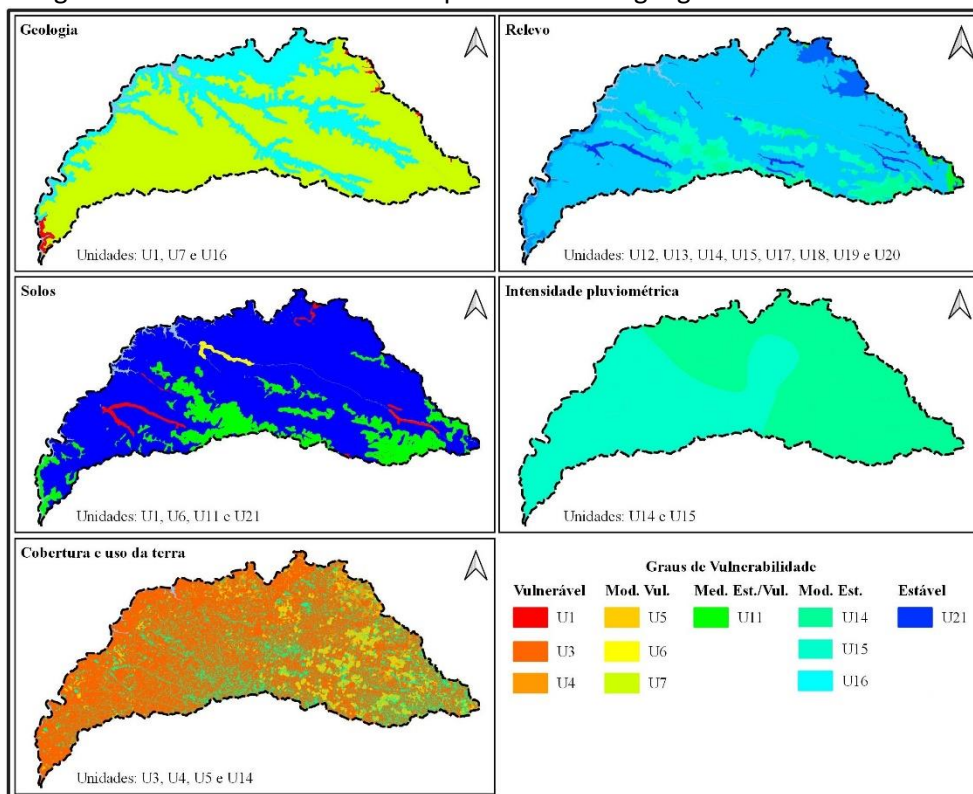 Geologia
Unidades: U1, U7 e U16
Relevo
Unidades: U12, U13, U14, U15, U17, U18, U19 e U20
Solos
Unidades: U1, U6, U11 e U21
Intensidade pluviométrica
Unidades: U14 e U15
Cobertura e uso da terra
Unidades: U3, U4, U5 e U14
Graus de Vulnerabilidade
Vulnerável Mod. Vul. Med. Est./Vul. Mod. Est. Estável
U1 U5 U11 U14 U21
U3 U6 U15
U4 U7 U16